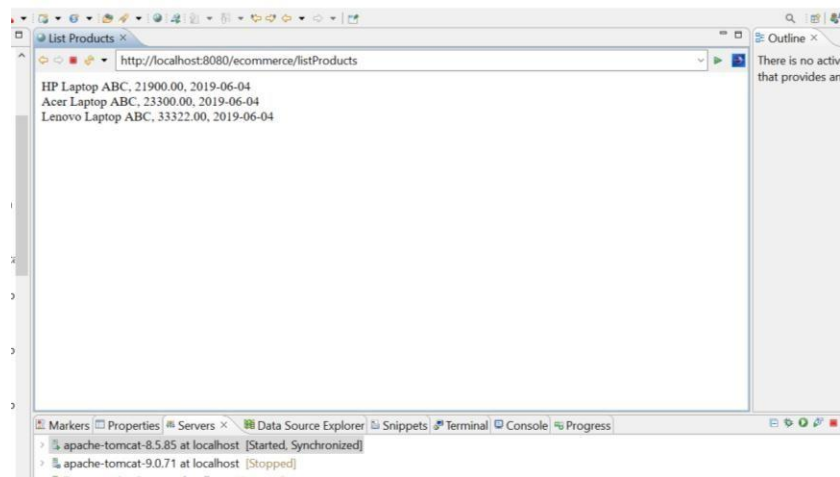 List Products
Outline
http://localhost:8080/ecommerce/listProducts
There is no activ
that provides an
HP Laptop ABC, 21900.00, 2019-06-04
Acer Laptop ABC, 23300.00, 2019-06-04
Lenovo Laptop ABC, 33322.00, 2019-06-04
Markers Properties Servers Data Source Explorer Snippets Terminal Console Progress
apache-tomcat-8.5.85 at localhost [Started, Synchronized]
apache-tomcat-9.0.71 at localhost [Stopped]